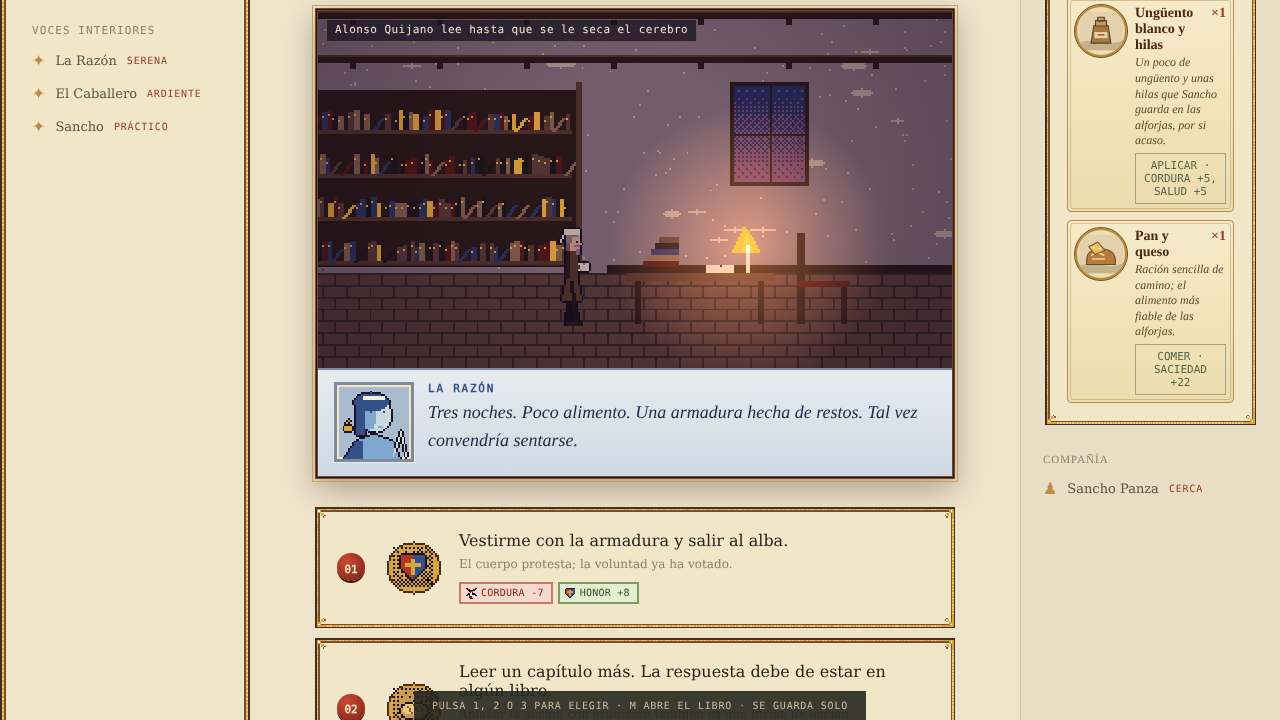 VOCES INTERIORES
La Razón SERENA
El Caballero ARDIENTE
Sancho PRÁCTICO
Alonso Quijano lee hasta que se le seca el cerebro
LA RAZÓN
Tres noches. Poco alimento. Una armadura hecha de restos. Tal vez
convendría sentarse.
01
Vestirme con la armadura y salir al alba.
El cuerpo protesta; la voluntad ya ha votado.
CORDURA -7
HONOR +8
02
Leer un capítulo más. La respuesta debe de estar en
algún libro.
PULSA 1, 2 O 3 PARA ELEGIR · M ABRE EL LIBRO · SE GUARDA SOLO
Ungüento ×1
blanco y
hilas
Un poco de
ungüento y unas
hilas que Sancho
guarda en las
alforjas, por si
acaso.
APLICAR ·
CORDURA +5,
SALUD +5
Pan y ×1
queso
Ración sencilla de
camino; el
alimento más
fiable de las
alforjas.
COMER ·
SACIEDAD
+22
COMPAÑÍA
Sancho Panza CERCA